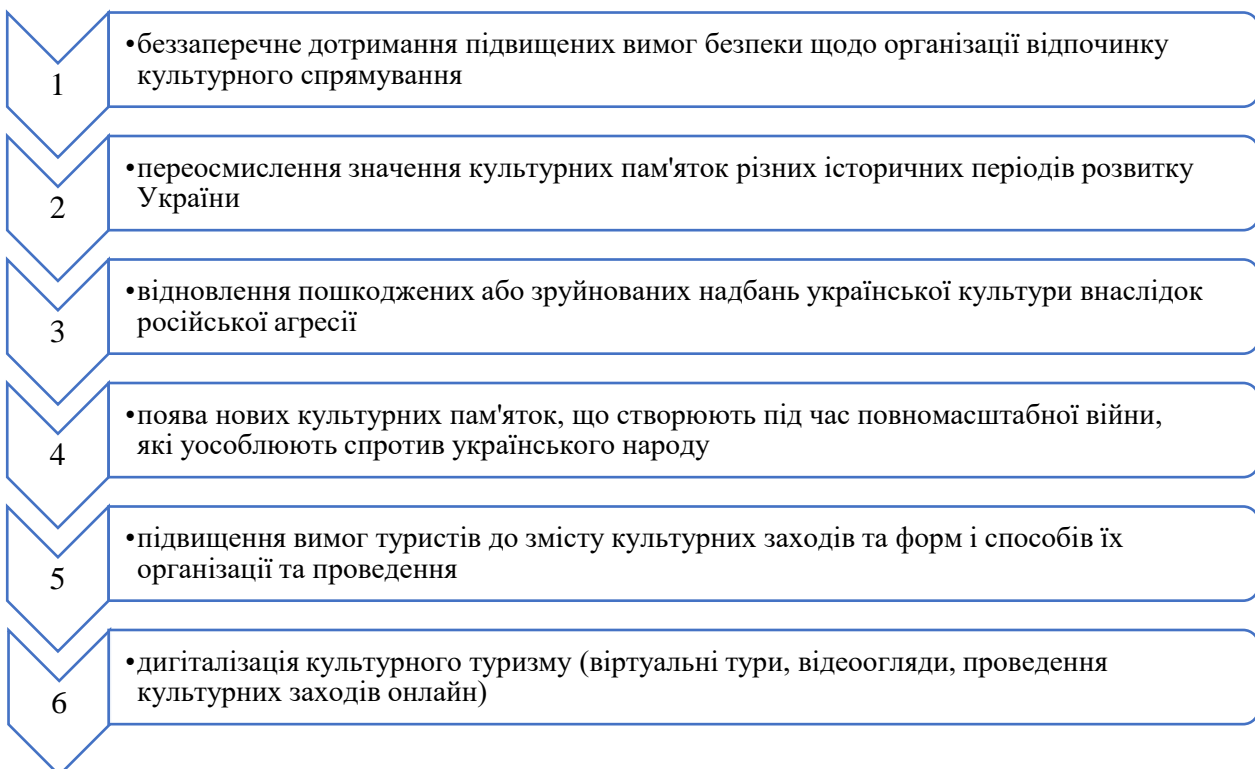 1
•беззаперечне дотримання підвищених вимог безпеки щодо організації відпочинку
культурного спрямування
2
•переосмислення значення культурних пам'яток різних історичних періодів розвитку
України
3
•відновлення пошкоджених або зруйнованих надбань української культури внаслідок
російської агресії
4
•поява нових культурних пам'яток, що створюють під час повномасштабної війни,
які уособлюють спротив українського народу
5
•підвищення вимог туристів до змісту культурних заходів та форм і способів їх
організації та проведення
6
•дигіталізація культурного туризму (віртуальні тури, відеоогляди, проведення
культурних заходів онлайн)